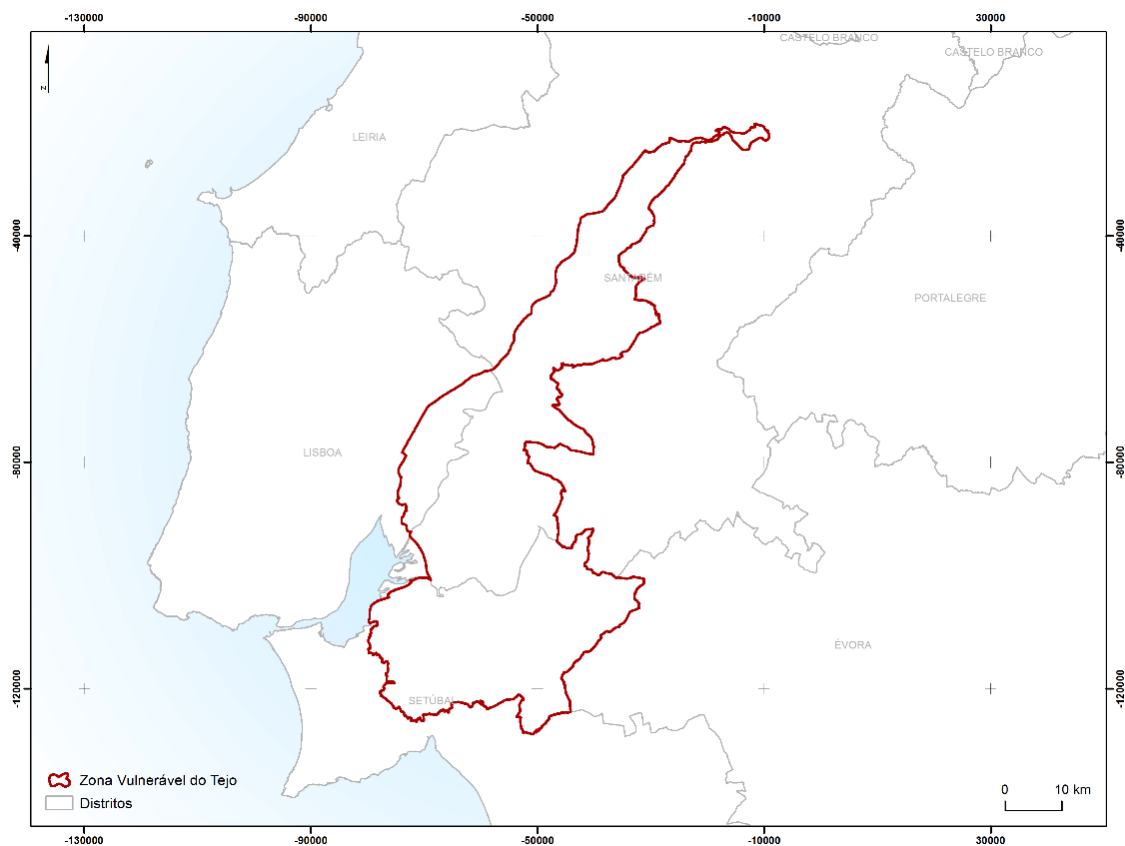 -130000 -90000 -50000 -10000 30000
CASTELO BRANCO
CASTELO BRANCO
z
LEIRIA
-40000 -40000
SANTARÉM
PORTALEGRE
LISBOA
-80000 -80000
ÉVORA
-120000 -120000
SETÚBAL
Zona Vulnerável do Tejo
Distritos
0 10 km
-130000 -90000 -50000 -10000 30000